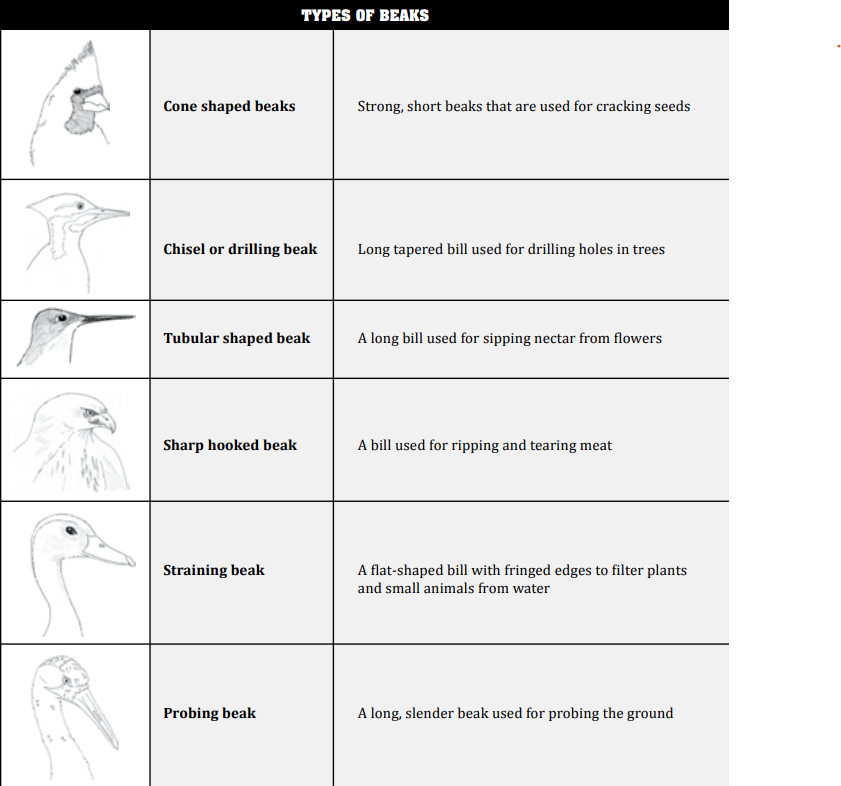 TYPES OF BEAKS
Cone shaped beaks
Strong, short beaks that are used for cracking seeds
Chisel or drilling beak
Long tapered bill used for drilling holes in trees
Tubular shaped beak
A long bill used for sipping nectar from flowers
Sharp hooked beak
A bill used for ripping and tearing meat
Straining beak
A flat-shaped bill with fringed edges to filter plants
and small animals from water
Probing beak
A long, slender beak used for probing the ground